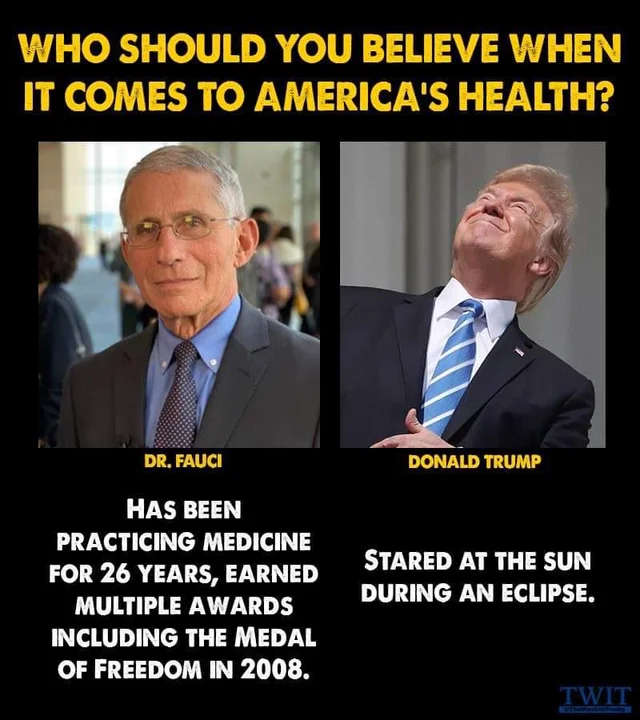 WHO SHOULD YOU BELIEVE WHEN
IT COMES TO AMERICA'S HEALTH?
DR. FAUCI
HAS BEEN
PRACTICING MEDICINE
FOR 26 YEARS, EARNED
MULTIPLE AWARDS
INCLUDING THE MEDAL
OF FREEDOM IN 2008.
DONALD TRUMP
STARED AT THE SUN
DURING AN ECLIPSE.
TWIT